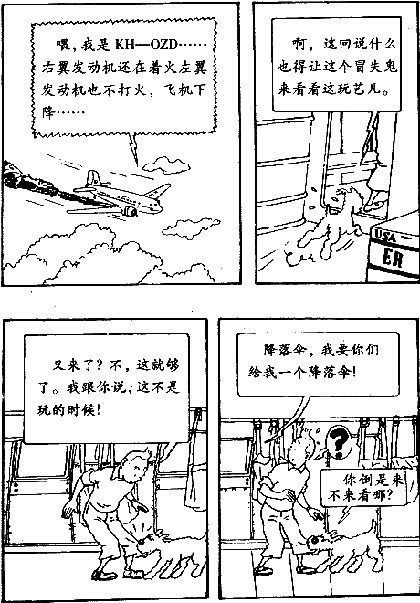 喂，我是 KH—OZD……
右翼发动机还在着火左翼
发动机也不打火，飞机下
降……
啊，这回说什么
也得让这个冒失鬼
来看看这玩艺儿。
USA
ER
又来了？不，这就够
了。我跟你说，这不是
玩的时候！
降落伞，我要你们
给我一个降落伞！
?
你倒是来
不来看哪？